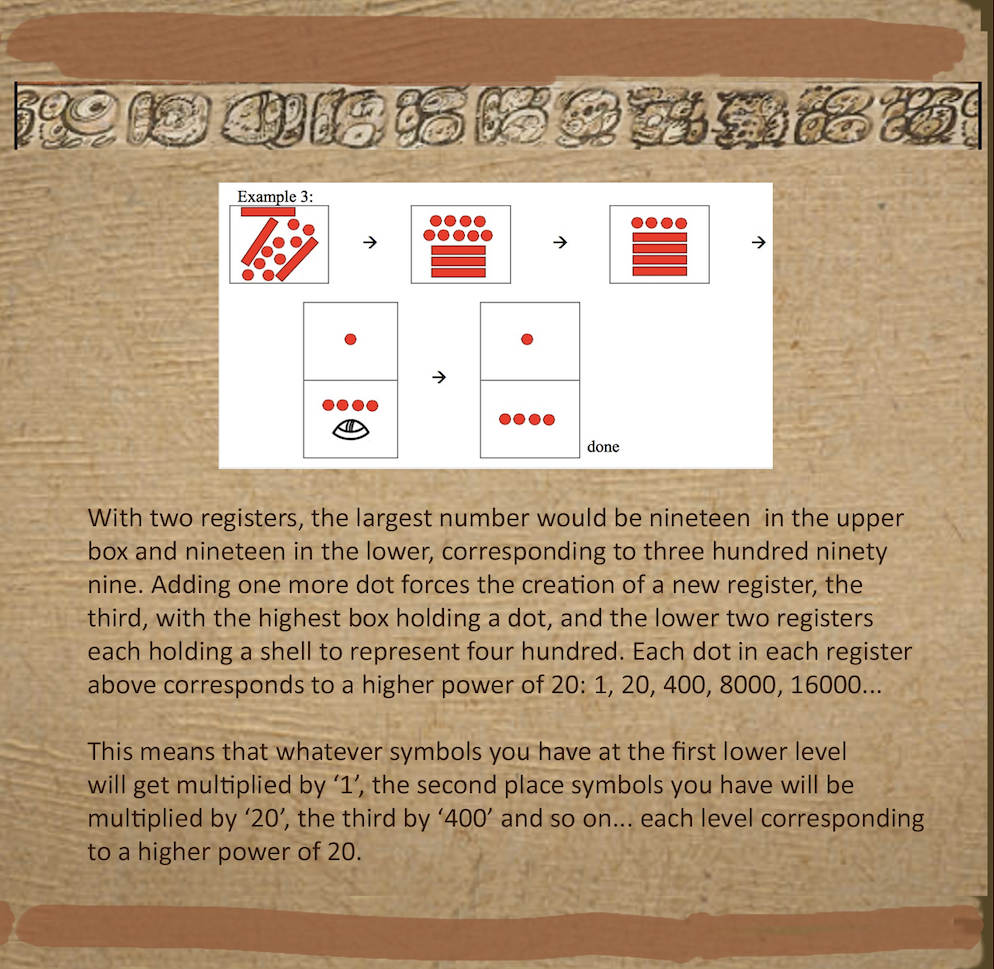 Example 3:
→ → →
→
done
With two registers, the largest number would be nineteen  in the upper
box and nineteen in the lower, corresponding to three hundred ninety
nine. Adding one more dot forces the creation of a new register, the
third, with the highest box holding a dot, and the lower two registers
each holding a shell to represent four hundred. Each dot in each register
above corresponds to a higher power of 20: 1, 20, 400, 8000, 16000...
This means that whatever symbols you have at the first lower level
will get multiplied by ‘1’, the second place symbols you have will be
multiplied by ‘20’, the third by ‘400’ and so on... each level corresponding
to a higher power of 20.